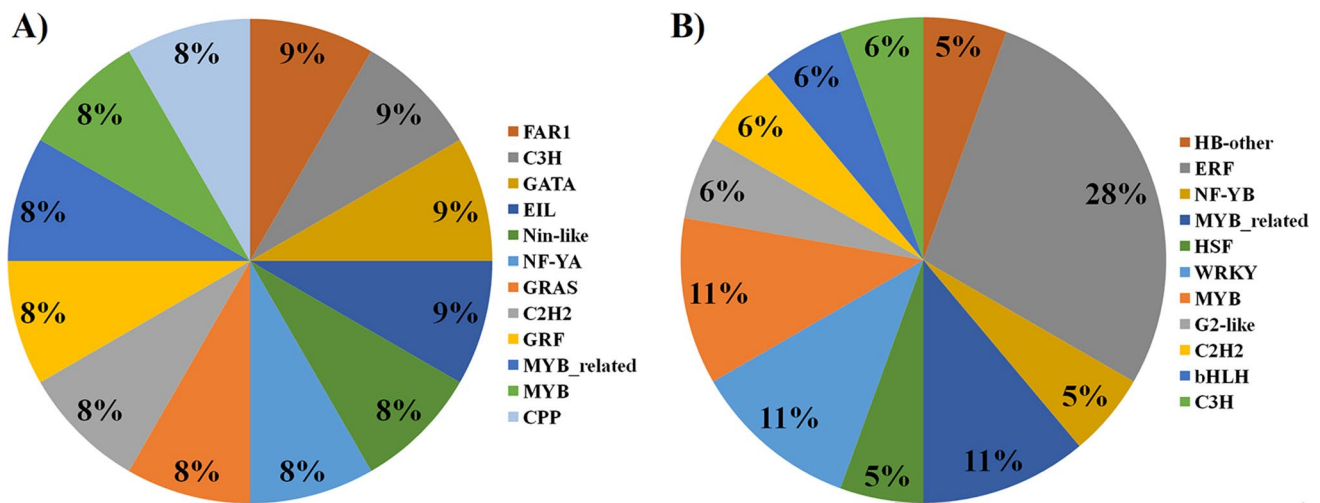 A)
8%
9%
8%
9%
8%
9%
8%
9%
8%
8%
8%
8%
FAR1
C3H
GATA
EIL
Nin-like
NF-YA
GRAS
C2H2
GRF
MYB_related
MYB
CPP
B)
6%
5%
6%
6%
28%
6%
11%
5%
11%
5%
11%
HB-other
ERF
NF-YB
MYB_related
HSF
WRKY
MYB
G2-like
C2H2
bHLH
C3H